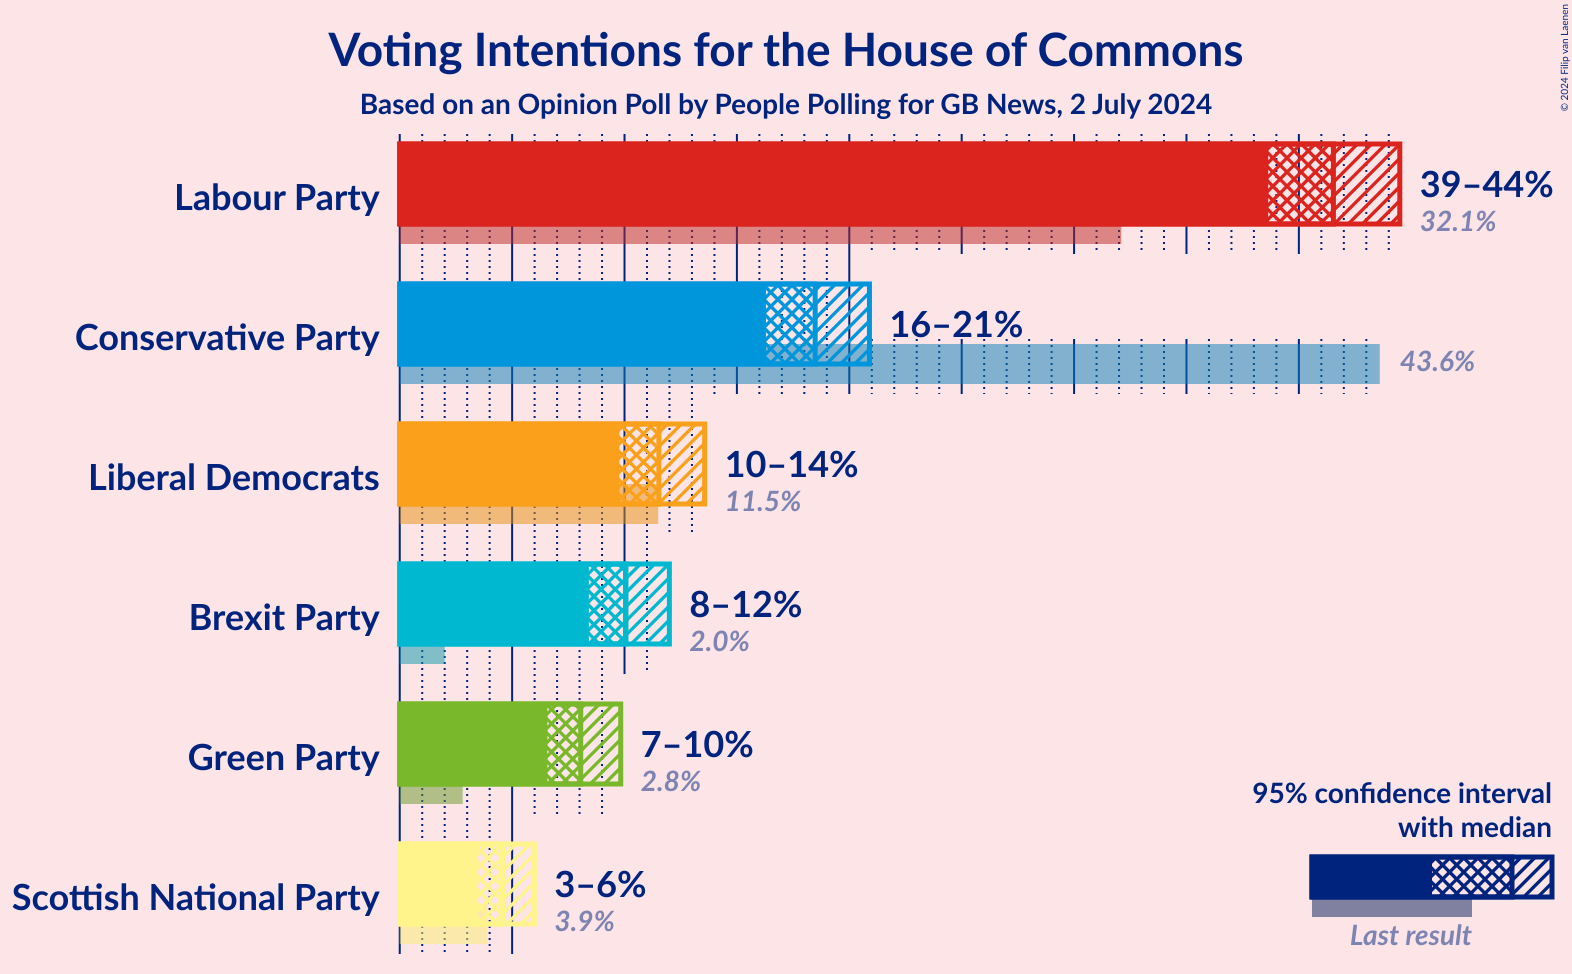 Voting Intentions for the House of Commons
Based on an Opinion Poll by People Polling for GB News, 2 July 2024
© 2024 Filip van Laenen
Labour Party
39–44%
32.1%
Conservative Party
16–21%
43.6%
Liberal Democrats
10–14%
11.5%
Brexit Party
8–12%
2.0%
Green Party
7–10%
2.8%
Scottish National Party
3–6%
3.9%
95% confidence interval
with median
Last result